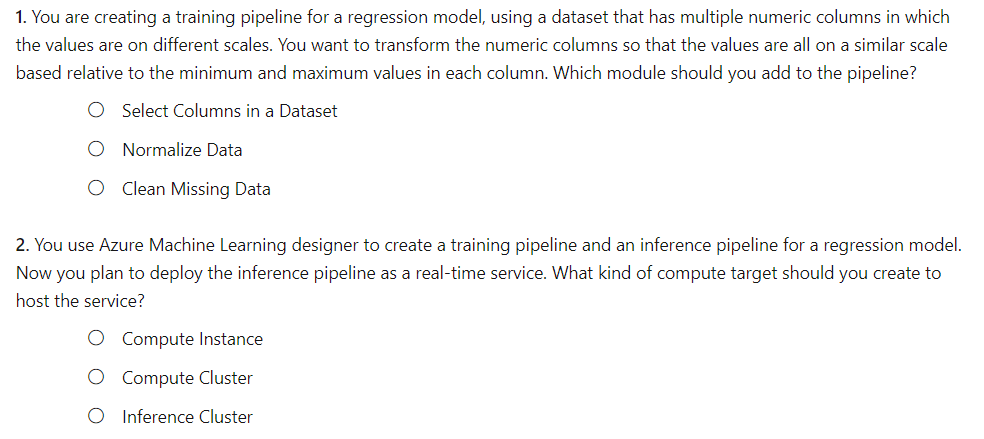 1. You are creating a training pipeline for a regression model, using a dataset that has multiple numeric columns in which
the values are on different scales. You want to transform the numeric columns so that the values are all on a similar scale
based relative to the minimum and maximum values in each column. Which module should you add to the pipeline?
Select Columns in a Dataset
Normalize Data
Clean Missing Data
2. You use Azure Machine Learning designer to create a training pipeline and an inference pipeline for a regression model.
Now you plan to deploy the inference pipeline as a real-time service. What kind of compute target should you create to
host the service?
Compute Instance
Compute Cluster
Inference Cluster